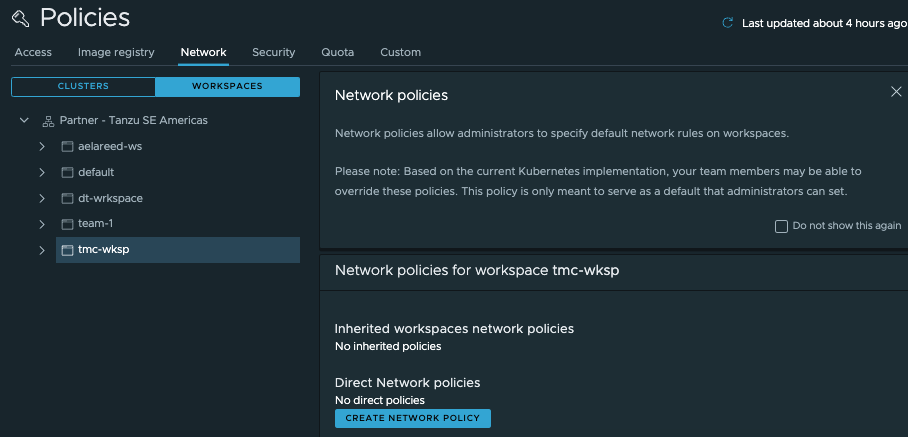 Policies
Last updated about 4 hours ago
Access Image registry Network Security Quota Custom
CLUSTERS WORKSPACES
Partner - Tanzu SE Americas
aelareed-ws
default
dt-wrkspace
team-1
tmc-wksp
Network policies
Network policies allow administrators to specify default network rules on workspaces.
Please note: Based on the current Kubernetes implementation, your team members may be able to
override these policies. This policy is only meant to serve as a default that administrators can set.
Do not show this again
Network policies for workspace tmc-wksp
Inherited workspaces network policies
No inherited policies
Direct Network policies
No direct policies
CREATE NETWORK POLICY